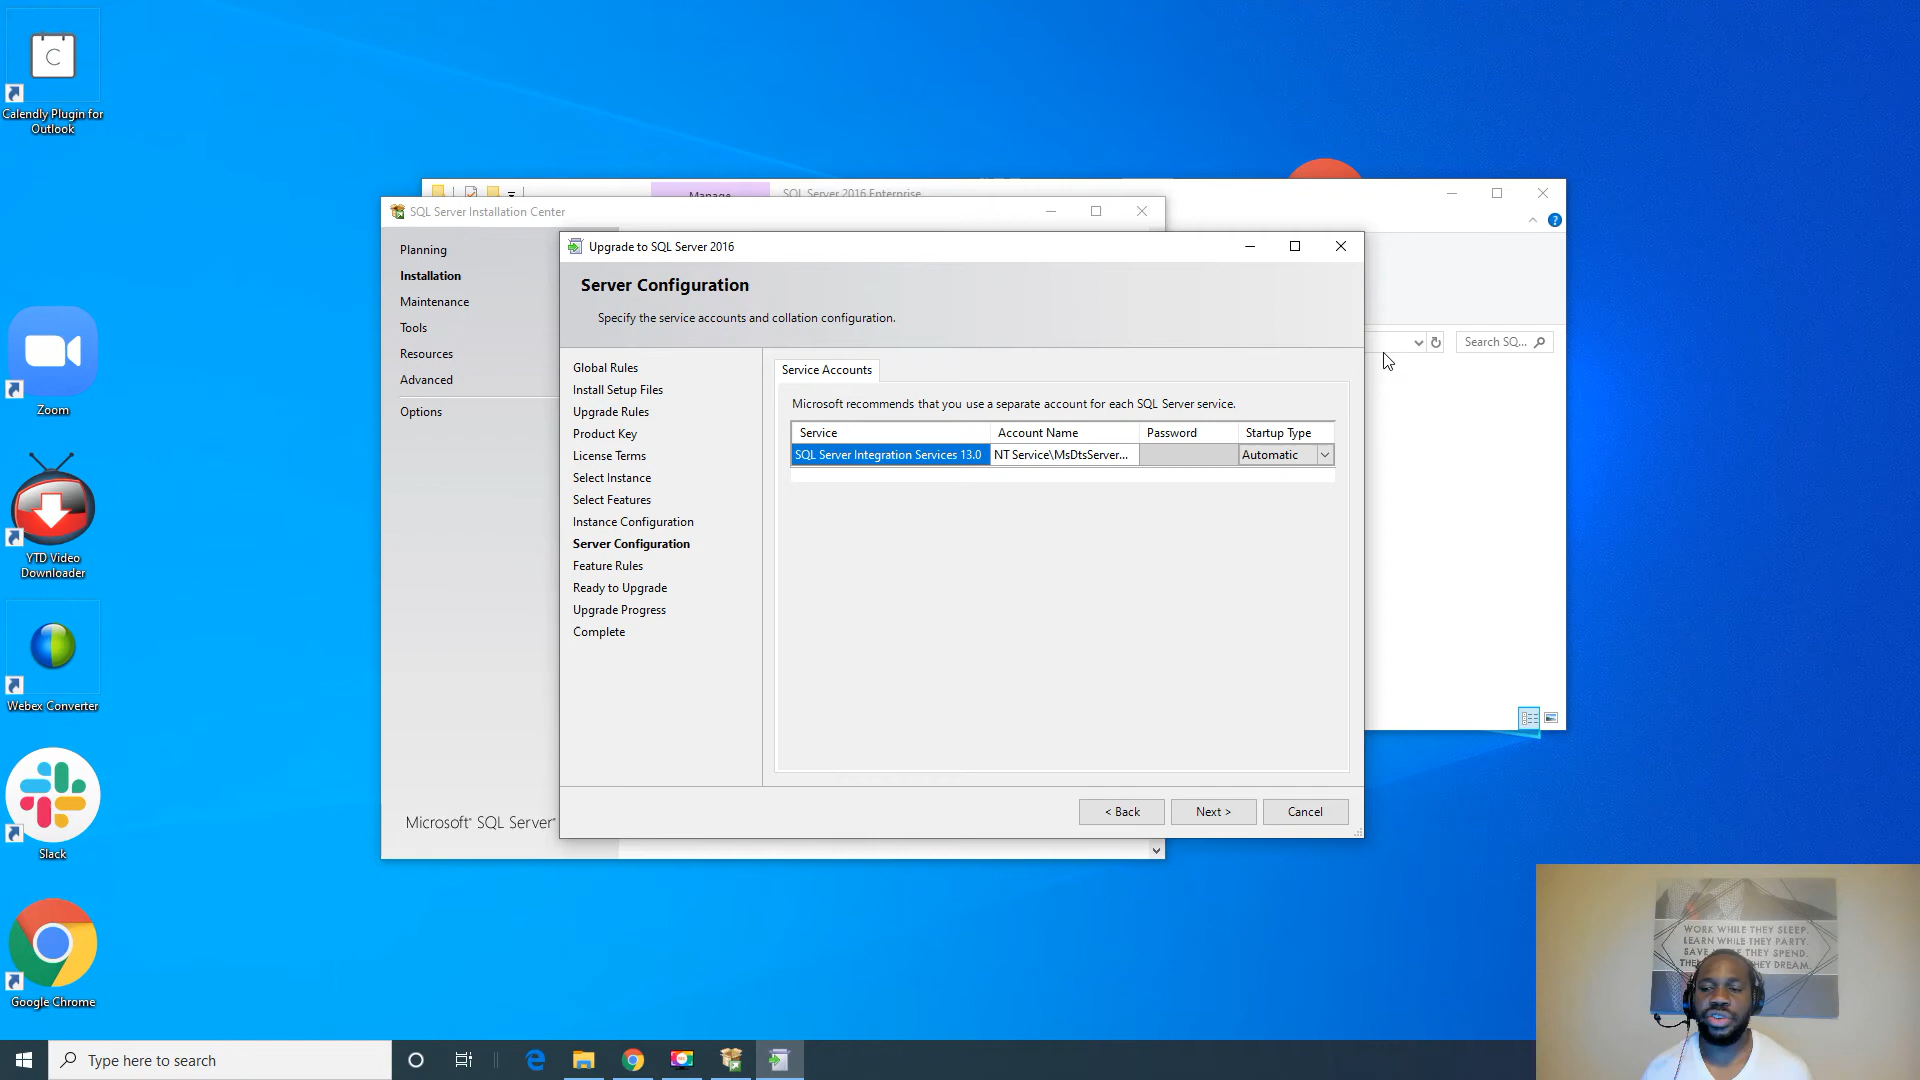 C
Calendly Plugin for
Outlook
Zoom
YTD Video
Downloader
Webex Converter
Slack
Google Chrome
Manage
SQL Server 2016 Enterprise
SQL Server Installation Center
Planning
Installation
Maintenance
Tools
Resources
Advanced
Options
Microsoft® SQL Server®
Search SQ...
Upgrade to SQL Server 2016
Server Configuration
Specify the service accounts and collation configuration.
Global Rules
Install Setup Files
Upgrade Rules
Product Key
License Terms
Select Instance
Select Features
Instance Configuration
Server Configuration
Feature Rules
Ready to Upgrade
Upgrade Progress
Complete
Service Accounts
Microsoft recommends that you use a separate account for each SQL Server service.
Service Account Name Password Startup Type
SQL Server Integration Services 13.0 NT Service\MsDtsServer... Automatic
< Back Next > Cancel
WORK WHILE THEY SLEEP.
LEARN WHILE THEY PARTY.
SAVE WHILE THEY SPEND.
THEY DREAM.
Type here to search